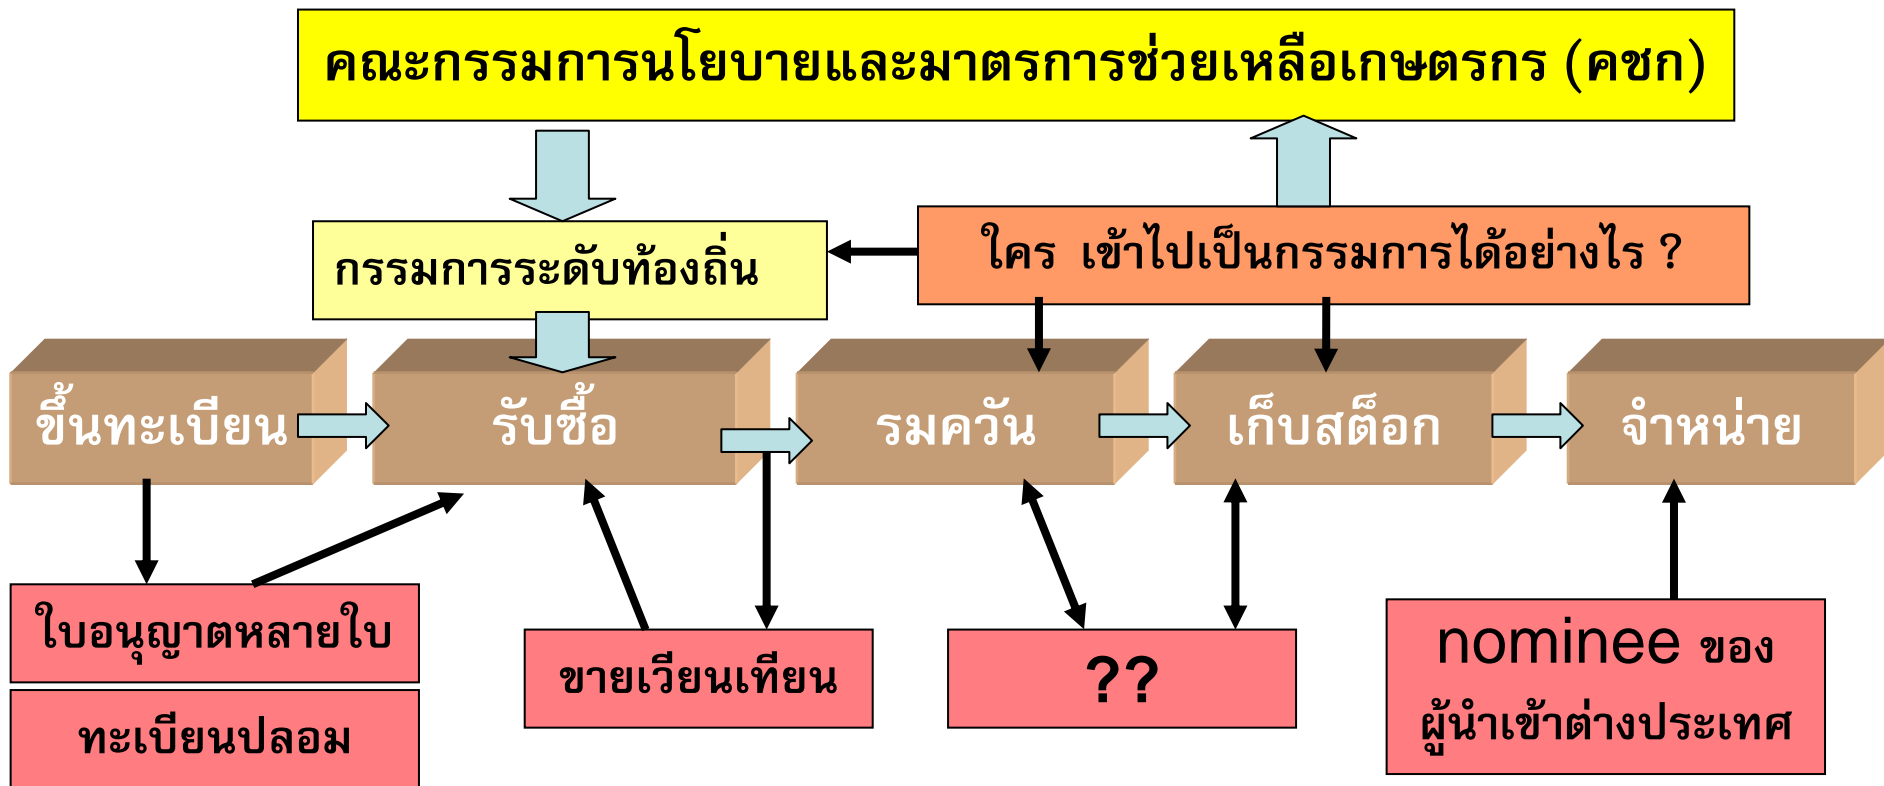 คณะกรรมการนโยบายและมาตรการช่วยเหลือเกษตรกร (คชก)
กรรมการระดับท้องถิ่น
ใคร เข้าไปเป็นกรรมการได้อย่างไร ?
ขึ้นทะเบียน
รับซื้อ
รมควัน
เก็บสต็อก
จำหน่าย
ใบอนุญาตหลายใบ
ทะเบียนปลอม
ขายเวียนเทียน
??
nominee ของ
ผู้นำเข้าต่างประเทศ